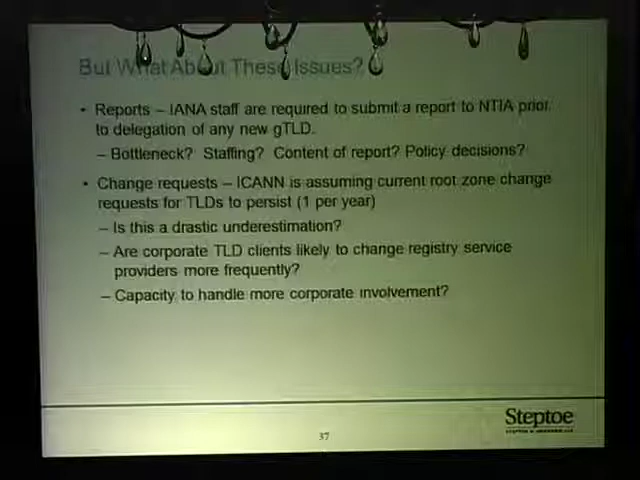 But What About These Issues?
• Reports – IANA staff are required to submit a report to NTIA prior
to delegation of any new gTLD.
– Bottleneck? Staffing? Content of report? Policy decisions?
• Change requests – ICANN is assuming current root zone change
requests for TLDs to persist (1 per year)
– Is this a drastic underestimation?
– Are corporate TLD clients likely to change registry service
providers more frequently?
– Capacity to handle more corporate involvement?
Steptoe
37